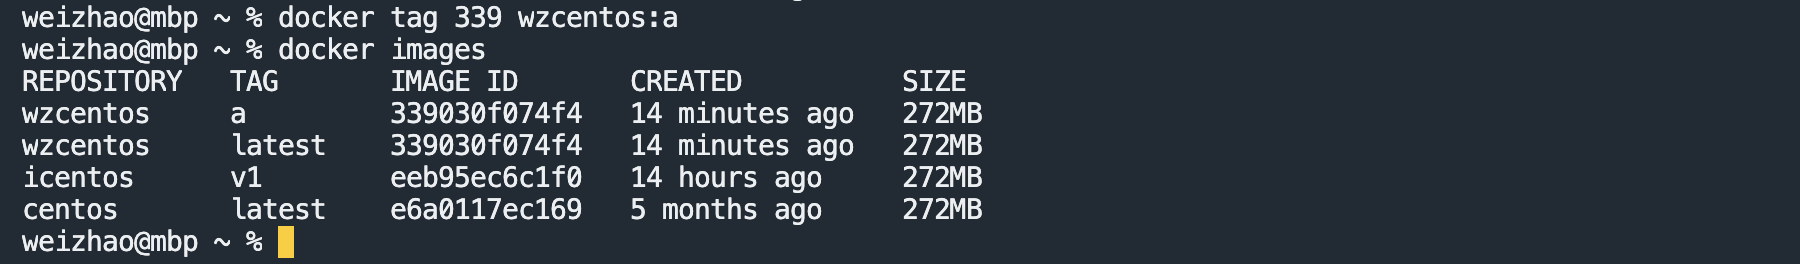 weizhao@mbp ~ % docker tag 339 wzcentos:a
weizhao@mbp ~ % docker images
REPOSITORY   TAG       IMAGE ID       CREATED          SIZE
wzcentos     a         339030f074f4   14 minutes ago   272MB
wzcentos     latest    339030f074f4   14 minutes ago   272MB
icentos      v1        eeb95ec6c1f0   14 hours ago     272MB
centos       latest    e6a0117ec169   5 months ago     272MB
weizhao@mbp ~ %